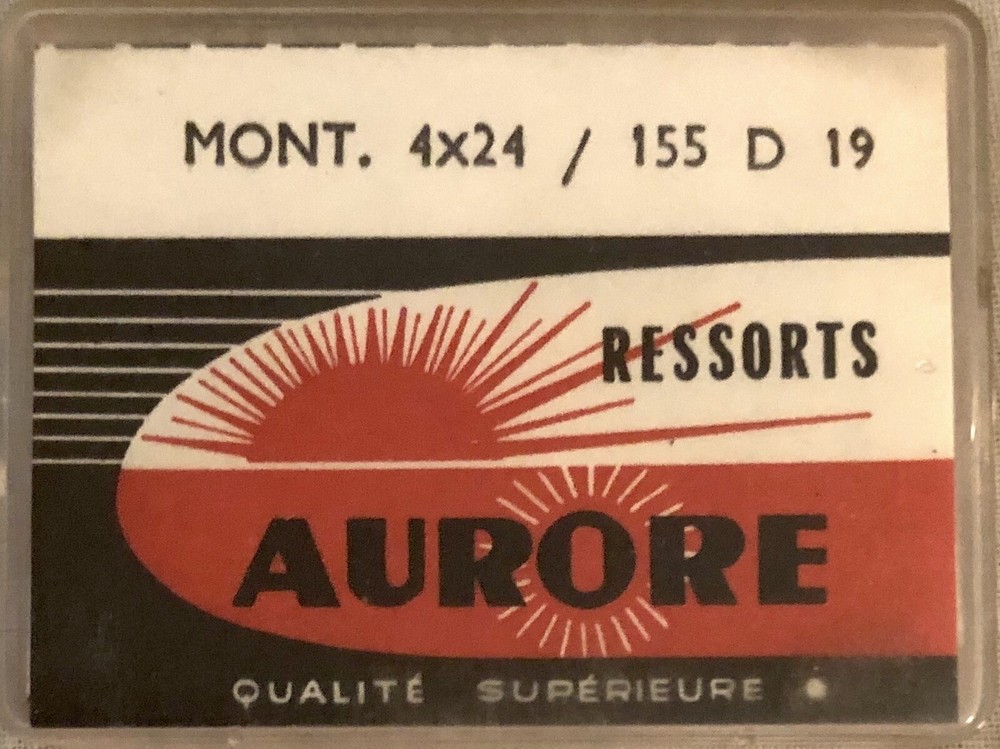 MONT. 4x24 / 155 D 19
RESSORTS
AURORE
QUALITÉ SUPÉRIEURE